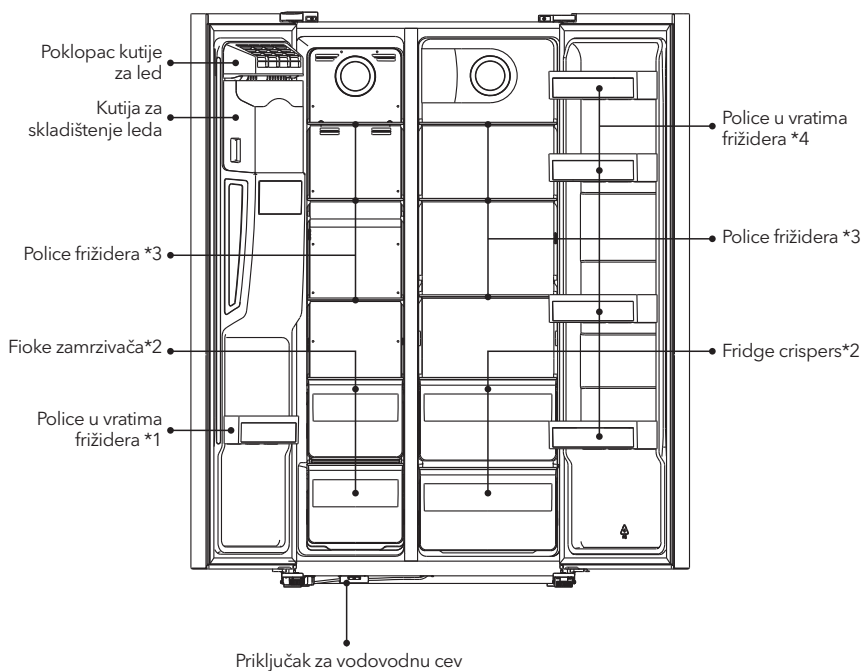 Poklopac kutije
za led
Kutija za
skladištenje leda
Police frižidera *3
Fioke zamrzivača*2
Police u vratima
frižidera *1
Police u vratima
frižidera *4
Police frižidera *3
Fridge crispers*2
Priključak za vodovodnu cev